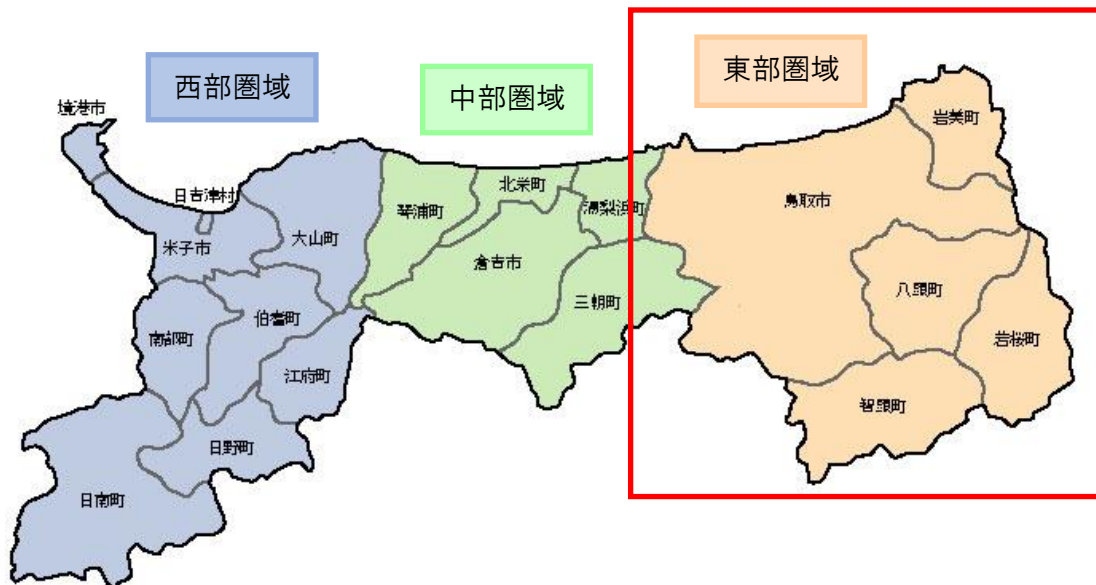 西部圏域
中部圏域
東部圏域
境港市
日吉津村
米子市
大山町
南部町
伯耆町
江府町
日野町
日南町
琴浦町
北栄町
湯梨浜町
倉吉市
三朝町
岩美町
鳥取市
八頭町
若桜町
智頭町